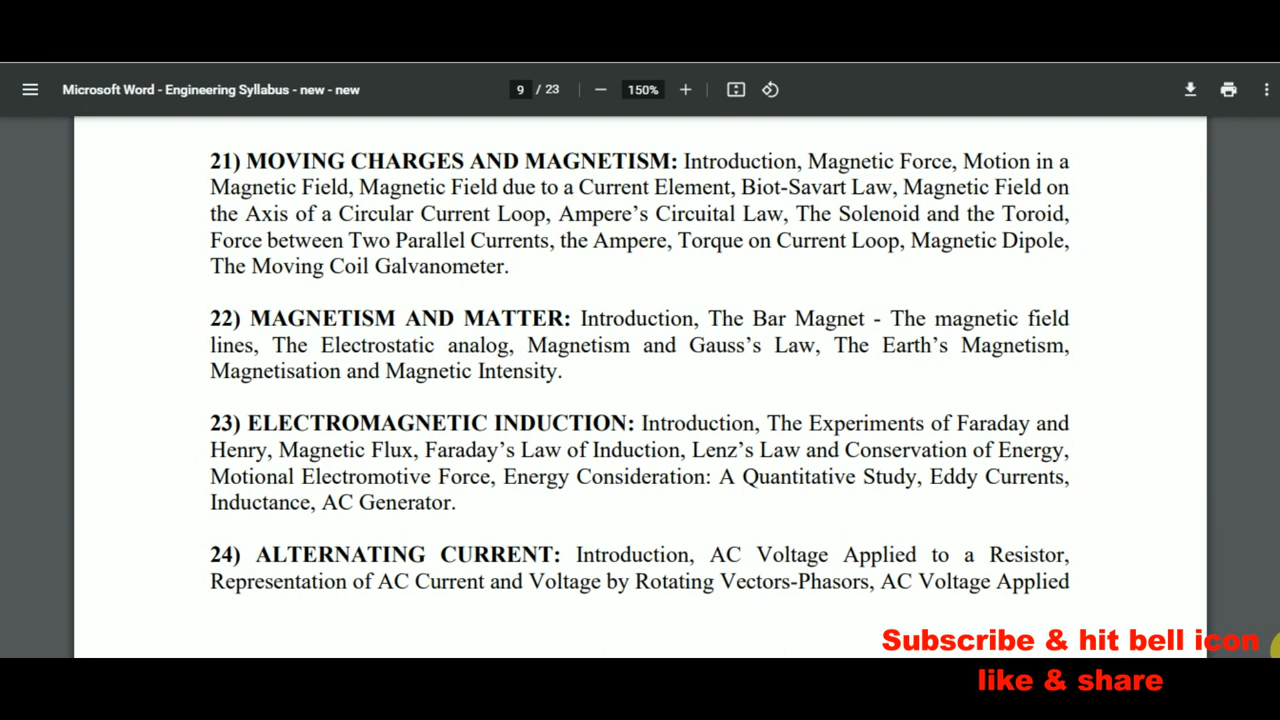 Microsoft Word - Engineering Syllabus - new - new
9 / 23
150%
21) MOVING CHARGES AND MAGNETISM: Introduction, Magnetic Force, Motion in a
Magnetic Field, Magnetic Field due to a Current Element, Biot-Savart Law, Magnetic Field on
the Axis of a Circular Current Loop, Ampere’s Circuital Law, The Solenoid and the Toroid,
Force between Two Parallel Currents, the Ampere, Torque on Current Loop, Magnetic Dipole,
The Moving Coil Galvanometer.
22) MAGNETISM AND MATTER: Introduction, The Bar Magnet - The magnetic field
lines, The Electrostatic analog, Magnetism and Gauss’s Law, The Earth’s Magnetism,
Magnetisation and Magnetic Intensity.
23) ELECTROMAGNETIC INDUCTION: Introduction, The Experiments of Faraday and
Henry, Magnetic Flux, Faraday’s Law of Induction, Lenz’s Law and Conservation of Energy,
Motional Electromotive Force, Energy Consideration: A Quantitative Study, Eddy Currents,
Inductance, AC Generator.
24) ALTERNATING CURRENT: Introduction, AC Voltage Applied to a Resistor,
Representation of AC Current and Voltage by Rotating Vectors-Phasors, AC Voltage Applied
Subscribe & hit bell icon
like & share